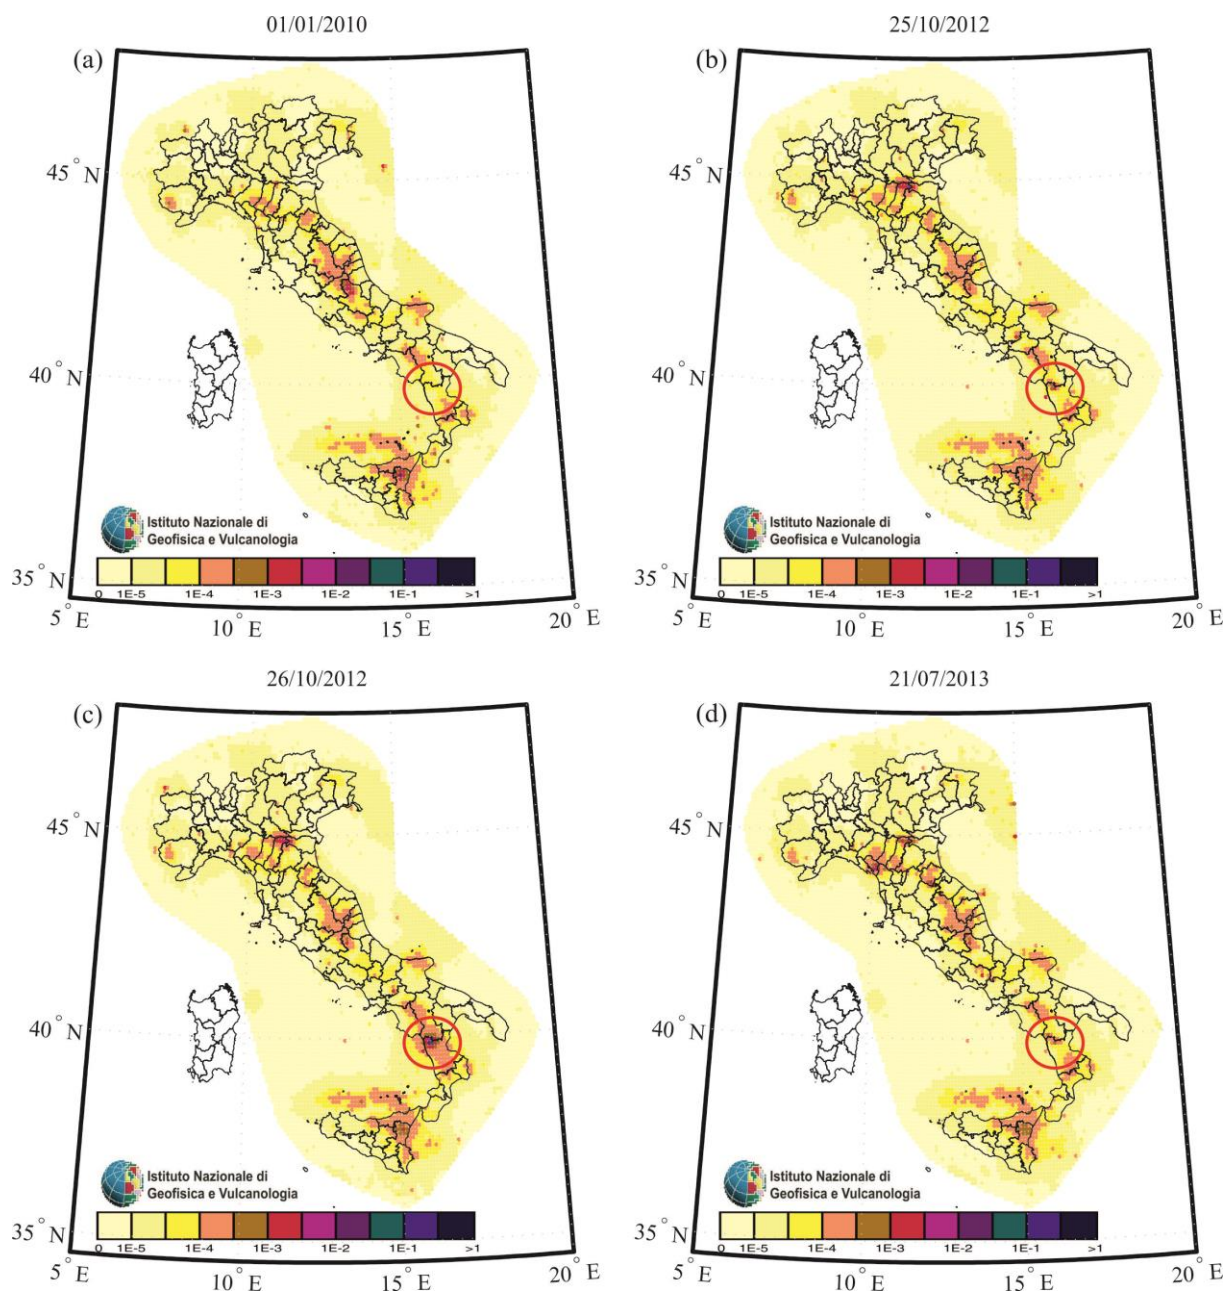 01/01/2010
25/10/2012
(a)
(b)
45° N
45° N
40° N
40° N
Istituto Nazionale di
Geofisica e Vulcanologia
Istituto Nazionale di
Geofisica e Vulcanologia
35° N
0 1E-5 1E-4 1E-3 1E-2 1E-1 >1
35° N
0 1E-5 1E-4 1E-3 1E-2 1E-1 >1
5° E 10° E 15° E 20° E
5° E 10° E 15° E 20° E
26/10/2012
21/07/2013
(c)
(d)
45° N
45° N
40° N
40° N
Istituto Nazionale di
Geofisica e Vulcanologia
Istituto Nazionale di
Geofisica e Vulcanologia
35° N
0 1E-5 1E-4 1E-3 1E-2 1E-1 >1
35° N
0 1E-5 1E-4 1E-3 1E-2 1E-1 >1
5° E 10° E 15° E 20° E
5° E 10° E 15° E 20° E